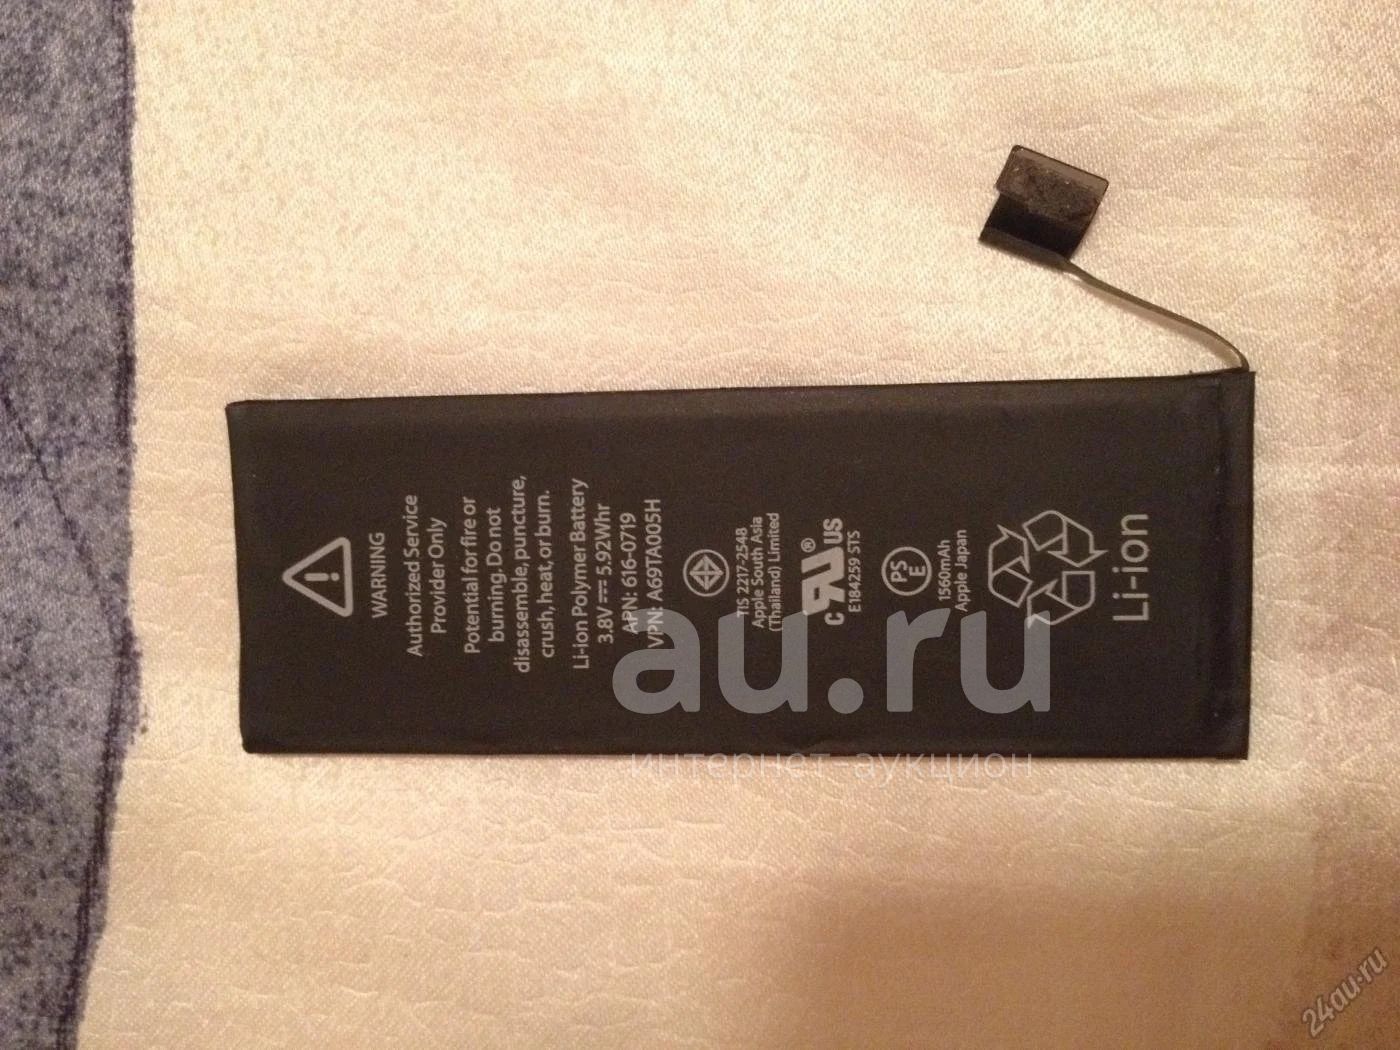 WARNING
Authorized Service
Provider Only
Potential for fire or
burning. Do not
disassemble, puncture,
crush, heat, or burn.
Li-ion Polymer Battery
3.8V 5.92Whr
APN: 616-0719
VPN: A69TA005H
TIS 2217-2548
Apple South Asia
(Thailand) Limited
c RU® US
E184259 STS
PS
E
1560mAh
Apple Japan
Li-ion
au.ru
интернет-аукцион
24au.ru